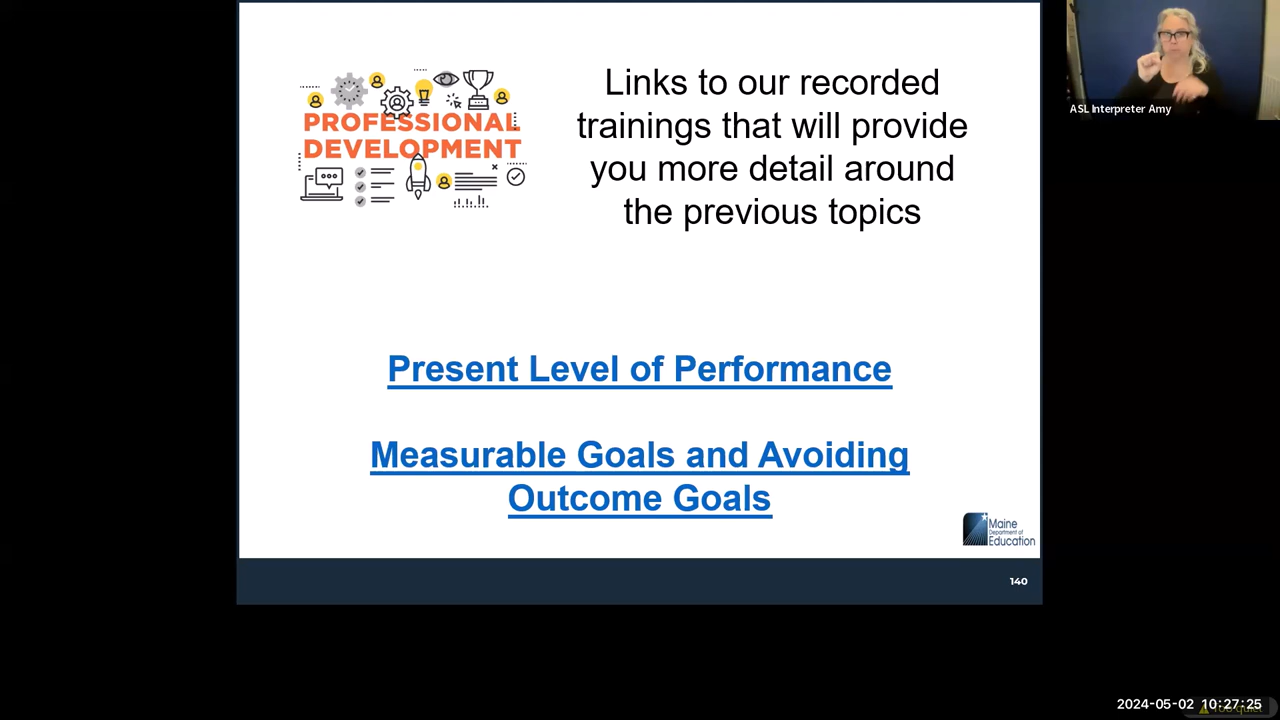 Links to our recorded
trainings that will provide
you more detail around
the previous topics
PROFESSIONAL
DEVELOPMENT
Present Level of Performance
Measurable Goals and Avoiding
Outcome Goals
Maine
Department of
Education
140
ASL Interpreter Amy
2024-05-02 10:27:25